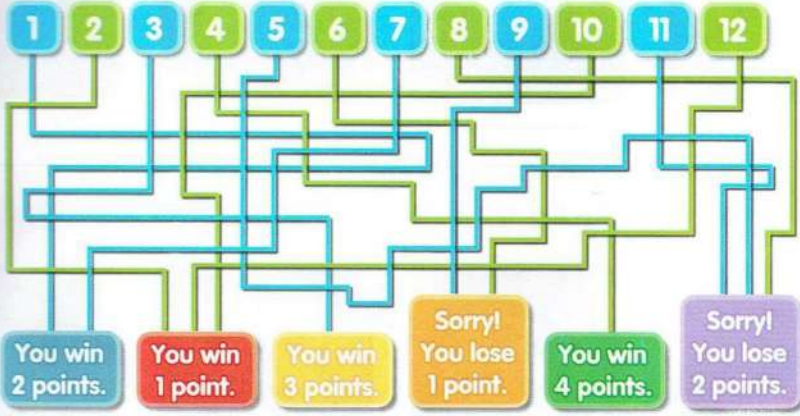 1 2 3 4 5 6 7 8 9 10 11 12
Sorry!
You lose
1 point.
Sorry!
You lose
2 points.
You win
2 points.
You win
1 point.
You win
3 points.
You win
4 points.